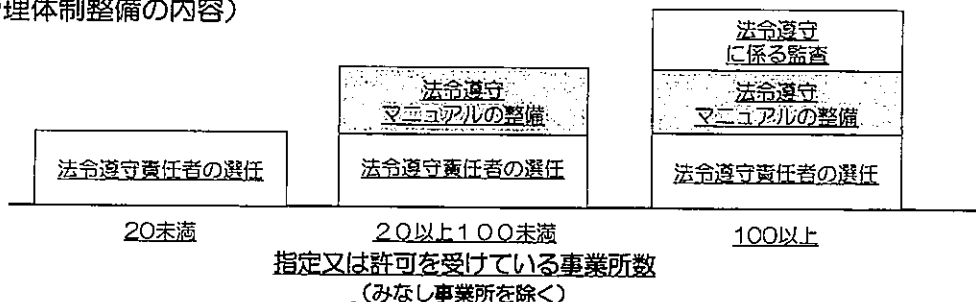 理体制整備の内容）
法令遵守
に係る監査
法令遵守
マニュアルの整備
法令遵守
マニュアルの整備
法令遵守責任者の選任
法令遵守責任者の選任
法令遵守責任者の選任
20未満
２０以上１００未満
100以上
指定又は許可を受けている事業所数
（みなし事業所を除く）